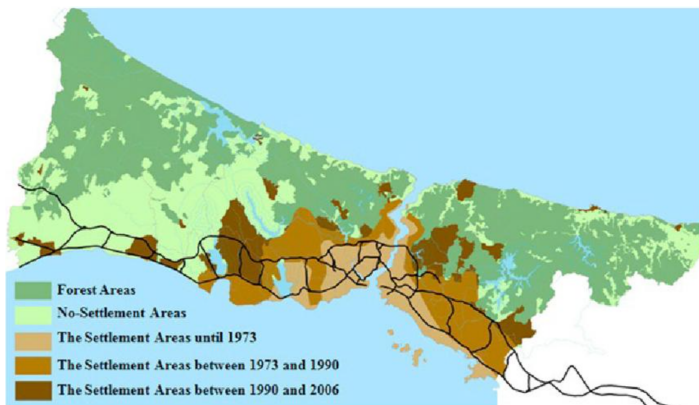 Forest Areas
No-Settlement Areas
The Settlement Areas until 1973
The Settlement Areas between 1973 and 1990
The Settlement Areas between 1990 and 2006